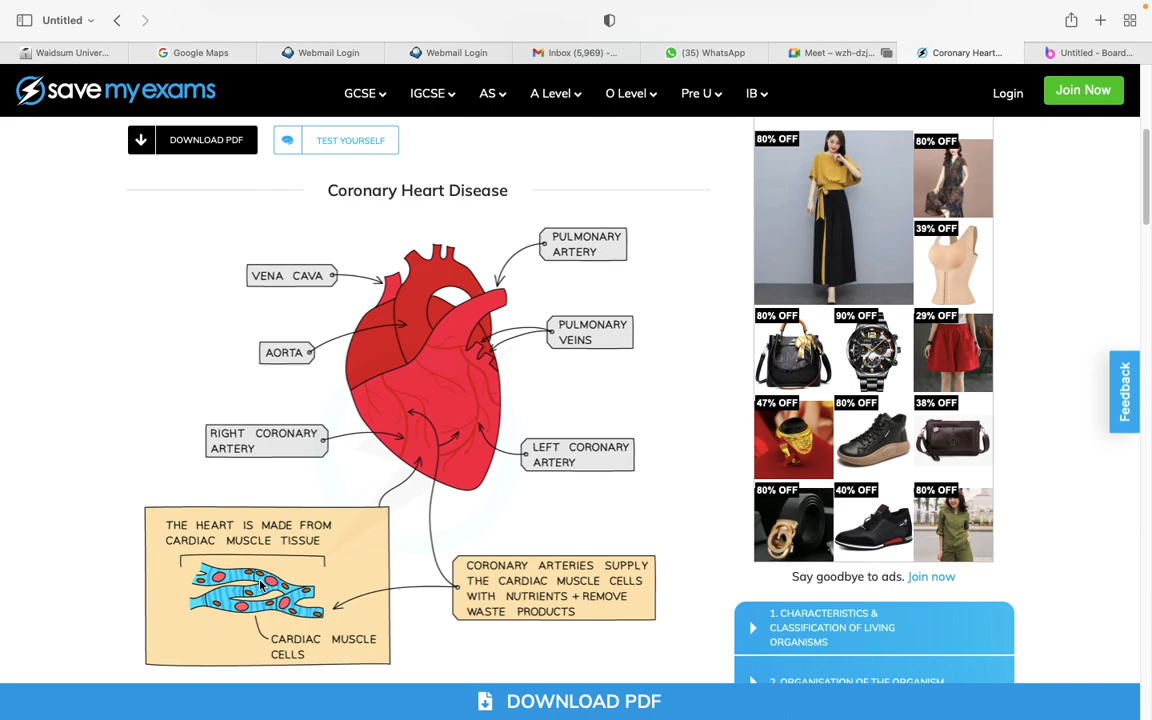 Untitled
Waidsum Univer...
Google Maps
Webmail Login
Webmail Login
Inbox (5,969) -...
(35) WhatsApp
Meet – wzh-dzj...
Coronary Heart...
Untitled - Board...
save my exams
GCSE
IGCSE
AS
A Level
O Level
Pre U
IB
Login
Join Now
DOWNLOAD PDF
TEST YOURSELF
Coronary Heart Disease
PULMONARY
ARTERY
VENA CAVA
PULMONARY
VEINS
AORTA
RIGHT CORONARY
ARTERY
LEFT CORONARY
ARTERY
THE HEART IS MADE FROM
CARDIAC MUSCLE TISSUE
CARDIAC MUSCLE
CELLS
CORONARY ARTERIES SUPPLY
THE CARDIAC MUSCLE CELLS
WITH NUTRIENTS + REMOVE
WASTE PRODUCTS
80% OFF
80% OFF
39% OFF
80% OFF
90% OFF
29% OFF
47% OFF
80% OFF
38% OFF
80% OFF
40% OFF
80% OFF
Say goodbye to ads. Join now
Feedback
1. CHARACTERISTICS &
CLASSIFICATION OF LIVING
ORGANISMS
2. ORGANISATION OF THE ORGANISM
DOWNLOAD PDF